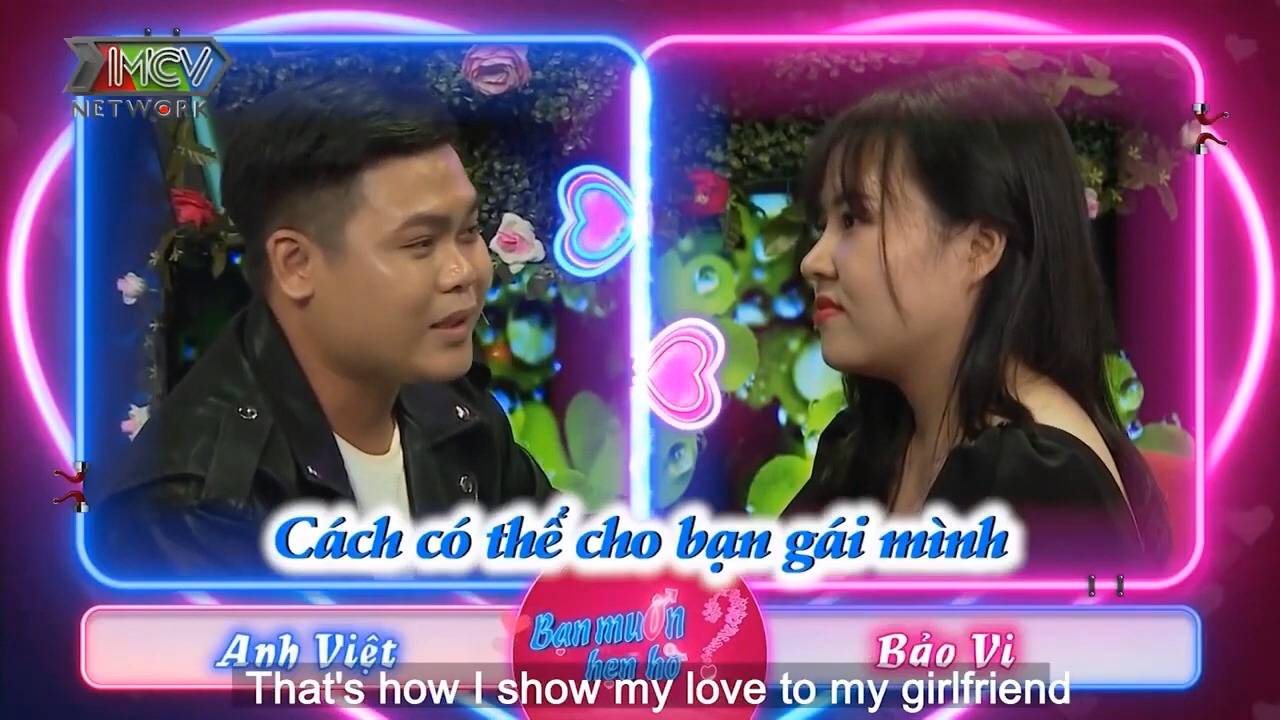 MCV
NETWORK
Cách có thể cho bạn gái mình
Anh Việt
Bạn muốn
hẹn hò
Bảo Vi
That's how I show my love to my girlfriend